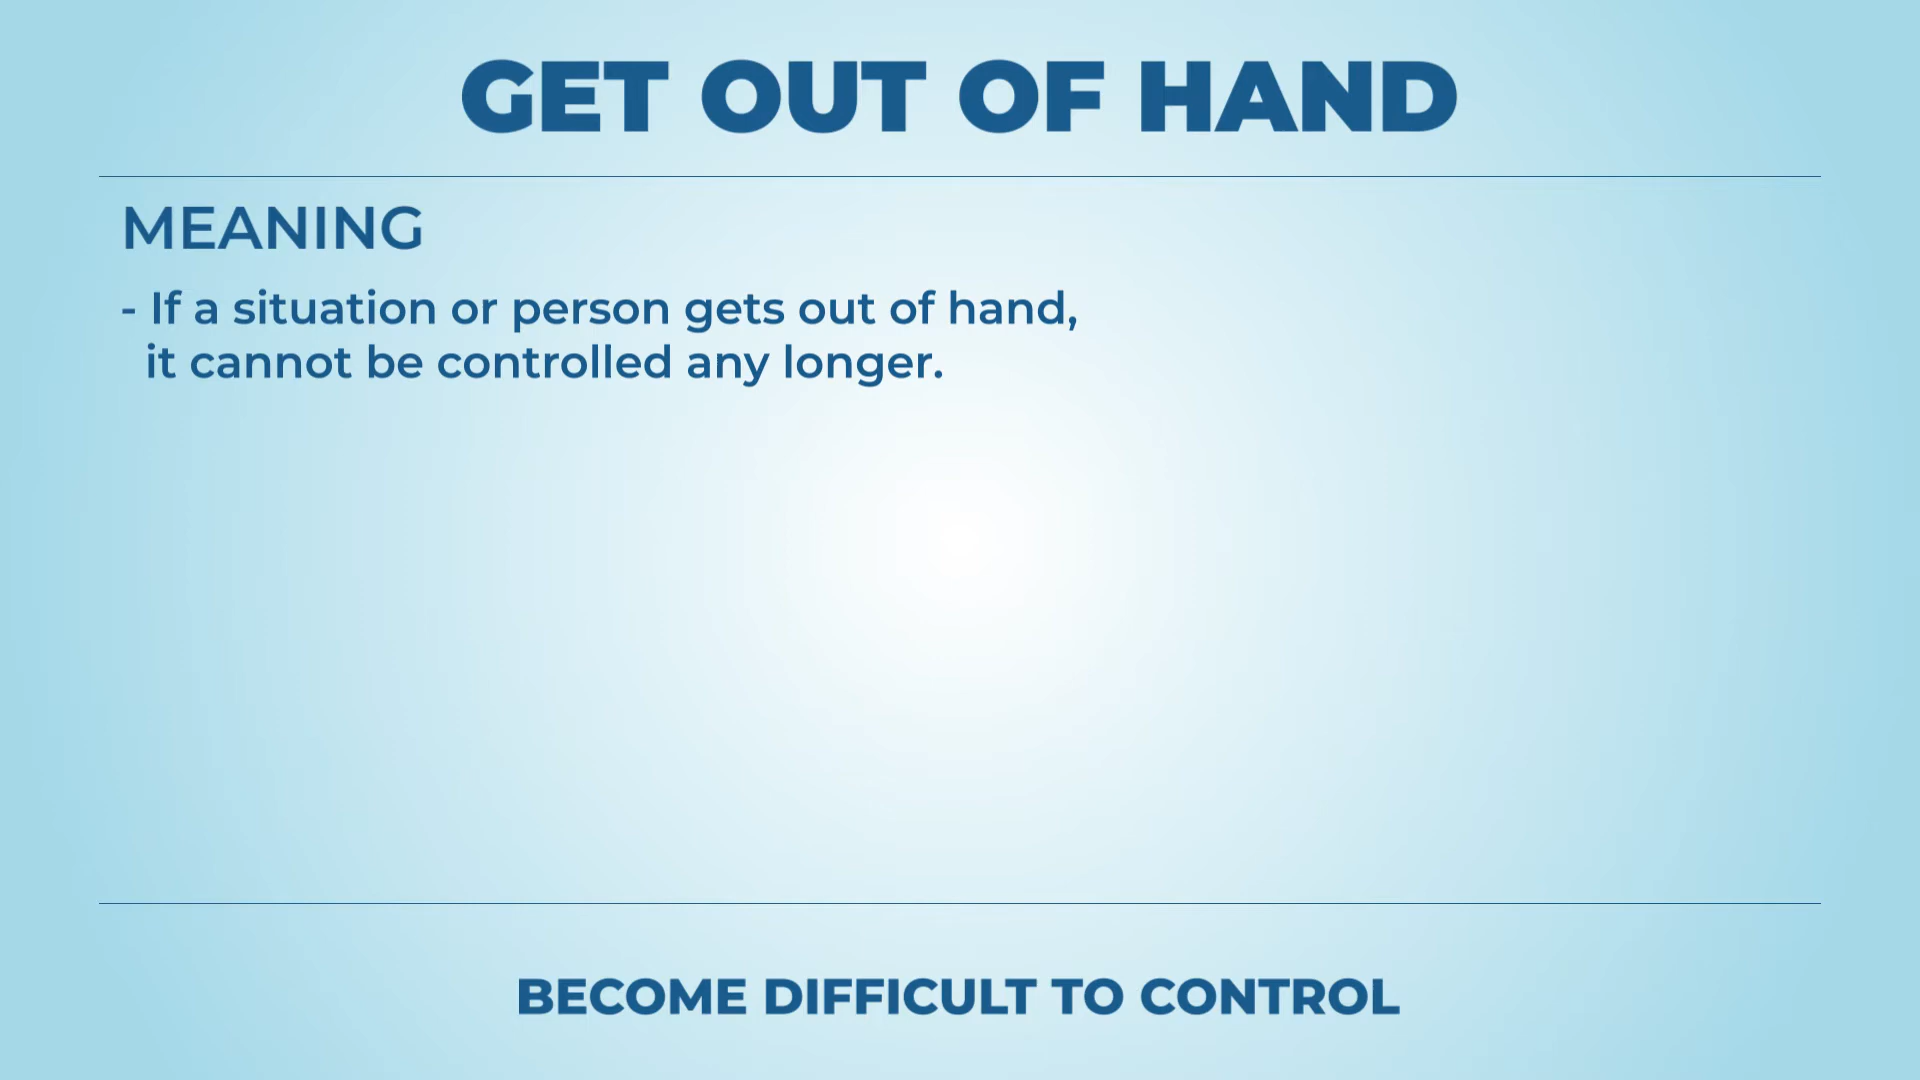 GET OUT OF HAND
MEANING
- If a situation or person gets out of hand,
it cannot be controlled any longer.
BECOME DIFFICULT TO CONTROL